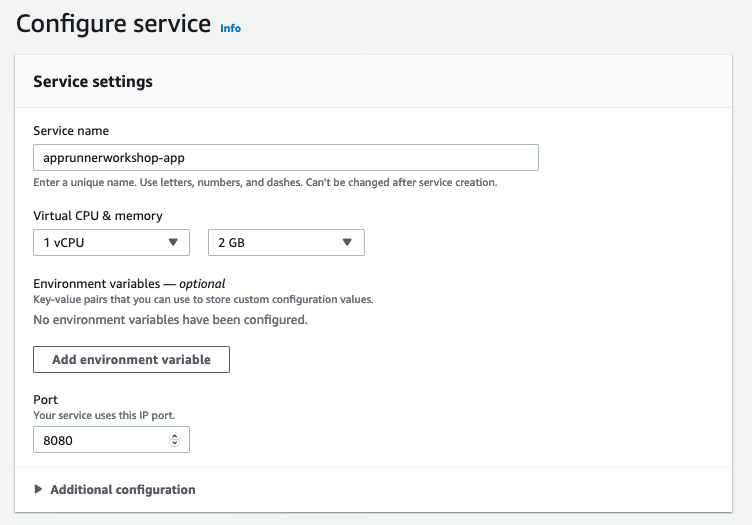 Configure service Info
Service settings
Service name
apprunnerworkshop-app
Enter a unique name. Use letters, numbers, and dashes. Can't be changed after service creation.
Virtual CPU & memory
1 vCPU 2 GB
Environment variables — optional
Key-value pairs that you can use to store custom configuration values.
No environment variables have been configured.
Add environment variable
Port
Your service uses this IP port.
8080
Additional configuration